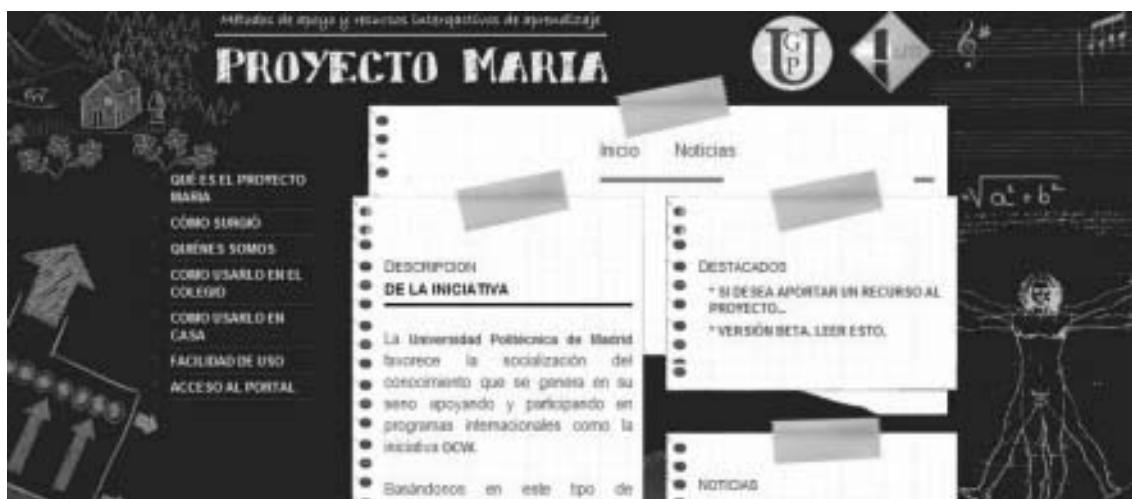 Métodos de apoyo y recursos interqactivos de aprendizaje
PROYECTO MARIA
U
G
P
Inicio Noticias
QUÉ ES EL PROYECTO
MARIA
CÓMO SURGIÓ
QUIÉNES SOMOS
COMO USARLO EN EL
COLEGIO
COMO USARLO EN
CASA
FACILIDAD DE USO
ACCESO AL PORTAL
DESCRIPCION
DE LA INICIATIVA
La Universidad Politécnica de Madrid
favorece la socialización del
conocimiento que se genera en su
seno apoyando y participando en
programas internacionales como la
iniciativa OCW.
Basándonos en este tipo de
DESTACADOS
* SI DESEA APORTAR UN RECURSO AL
PROYECTO...
* VERSIÓN BETA. LEER ESTO.
NOTICIAS
√a²+b²